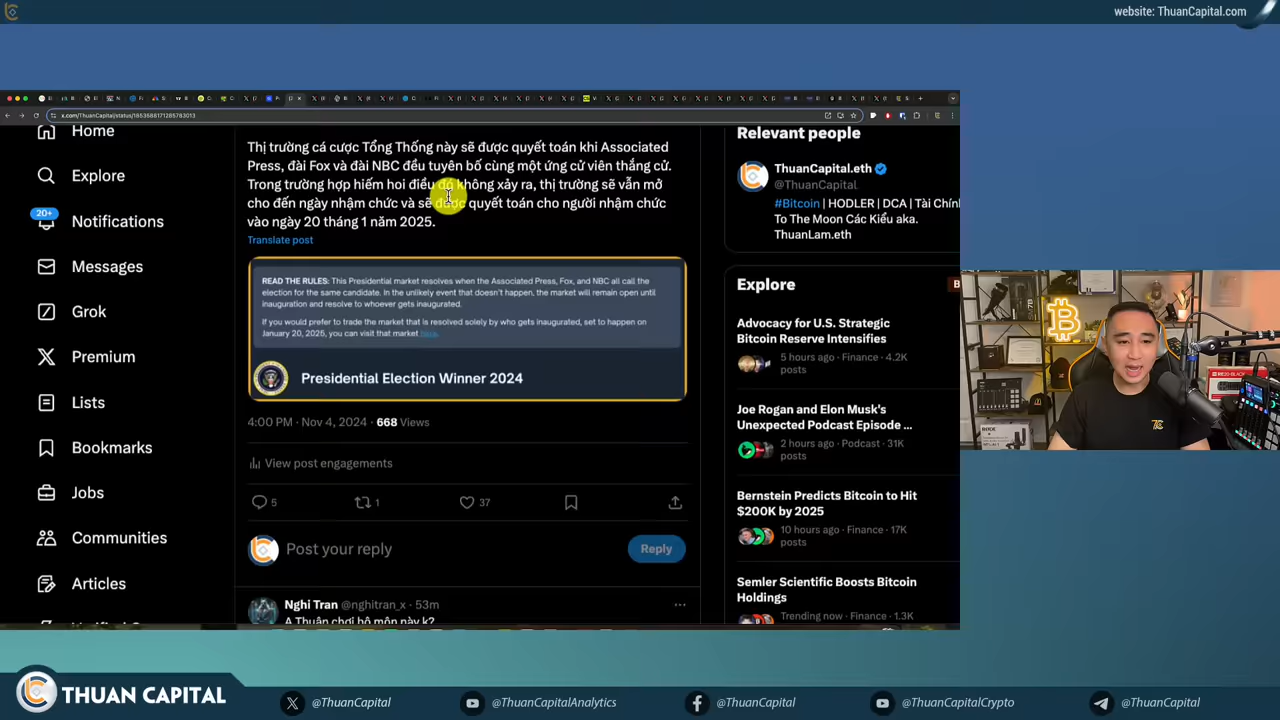 website: ThuanCapital.com
x.com/ThuanCapital/status/1853588171285783013
Home
Explore
20+
Notifications
Messages
Grok
Premium
Lists
Bookmarks
Jobs
Communities
Articles
Thị trường cá cược Tổng Thống này sẽ được quyết toán khi Associated
Press, đài Fox và đài NBC đều tuyên bố cùng một ứng cử viên thắng cử.
Trong trường hợp hiếm hoi điều đó không xảy ra, thị trường sẽ vẫn mở
cho đến ngày nhậm chức và sẽ được quyết toán cho người nhậm chức
vào ngày 20 tháng 1 năm 2025.
Translate post
READ THE RULES: This Presidential market resolves when the Associated Press, Fox, and NBC all call the
election for the same candidate. In the unlikely event that doesn't happen, the market will remain open until
inauguration and resolve to whoever gets inaugurated.
If you would prefer to trade the market that is resolved solely by who gets inaugurated, set to happen on
January 20, 2025, you can visit that market here.
Presidential Election Winner 2024
4:00 PM · Nov 4, 2024 · 668 Views
View post engagements
5
1
37
Post your reply
Reply
Nghi Tran @nghitran_x · 53m
A Thuận chơi bộ môn này k?
Relevant people
ThuanCapital.eth
@ThuanCapital
#Bitcoin | HODLER | DCA | Tài Chính
To The Moon Các Kiểu aka.
ThuanLam.eth
Explore
Advocacy for U.S. Strategic
Bitcoin Reserve Intensifies
5 hours ago · Finance · 4.2K
posts
Joe Rogan and Elon Musk's
Unexpected Podcast Episode ...
2 hours ago · Podcast · 31K
posts
Bernstein Predicts Bitcoin to Hit
$200K by 2025
10 hours ago · Finance · 17K
posts
Semler Scientific Boosts Bitcoin
Holdings
Trending now · Finance · 1.3K
THUAN CAPITAL
@ThuanCapital
@ThuanCapitalAnalytics
@ThuanCapital
@ThuanCapitalCrypto
@ThuanCapital